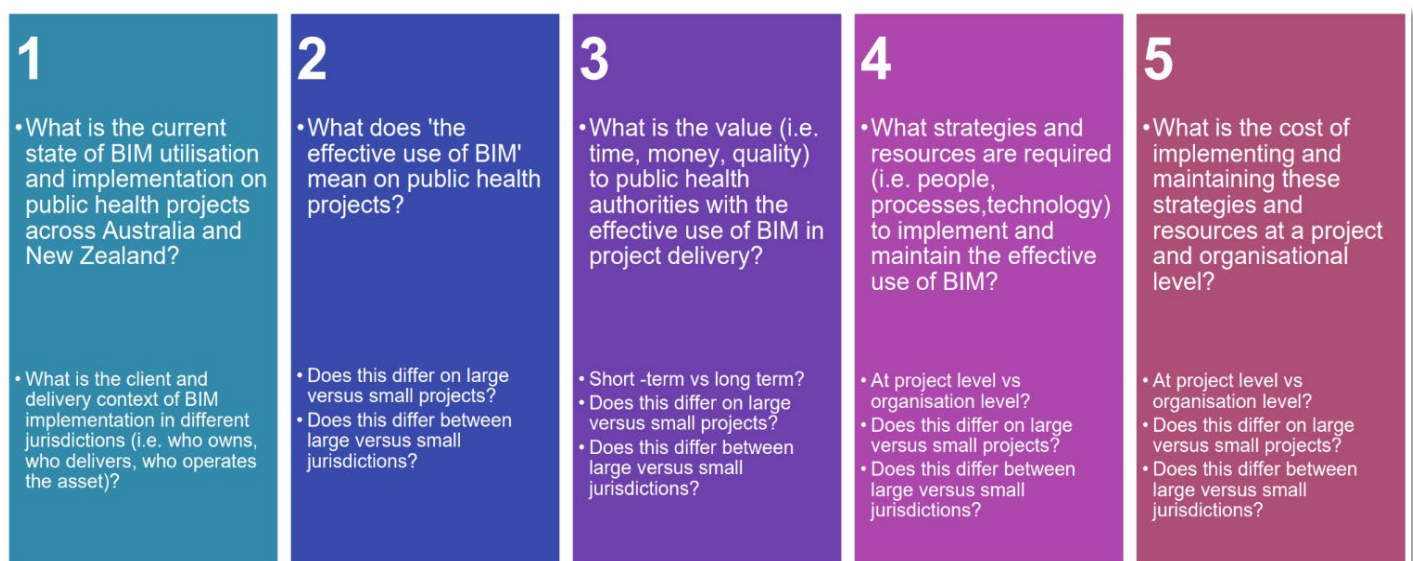 1
•What is the current
state of BIM utilisation
and implementation on
public health projects
across Australia and
New Zealand?
• What is the client and
delivery context of BIM
implementation in different
jurisdictions (i.e. who owns,
who delivers, who operates
the asset)?
2
•What does 'the
effective use of BIM'
mean on public health
projects?
• Does this differ on large
versus small projects?
• Does this differ between
large versus small
jurisdictions?
3
•What is the value (i.e.
time, money, quality)
to public health
authorities with the
effective use of BIM in
project delivery?
• Short -term vs long term?
• Does this differ on large
versus small projects?
• Does this differ between
large versus small
jurisdictions?
4
•What strategies and
resources are required
(i.e. people,
processes,technology)
to implement and
maintain the effective
use of BIM?
• At project level vs
organisation level?
• Does this differ on large
versus small projects?
• Does this differ between
large versus small
jurisdictions?
5
•What is the cost of
implementing and
maintaining these
strategies and
resources at a project
and organisational
level?
• At project level vs
organisation level?
• Does this differ on large
versus small projects?
• Does this differ between
large versus small
jurisdictions?